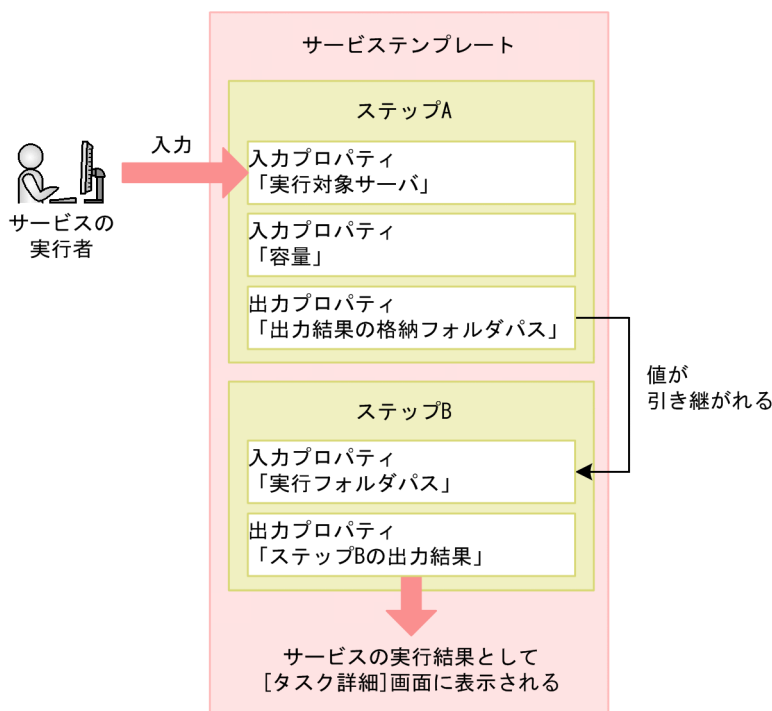 サービステンプレート
ステップA
入力
入力プロパティ
「実行対象サーバ」
サービスの
実行者
入力プロパティ
「容量」
出力プロパティ
「出力結果の格納フォルダパス」
値が
引き継がれる
ステップB
入力プロパティ
「実行フォルダパス」
出力プロパティ
「ステップBの出力結果」
サービスの実行結果として
[タスク詳細]画面に表示される